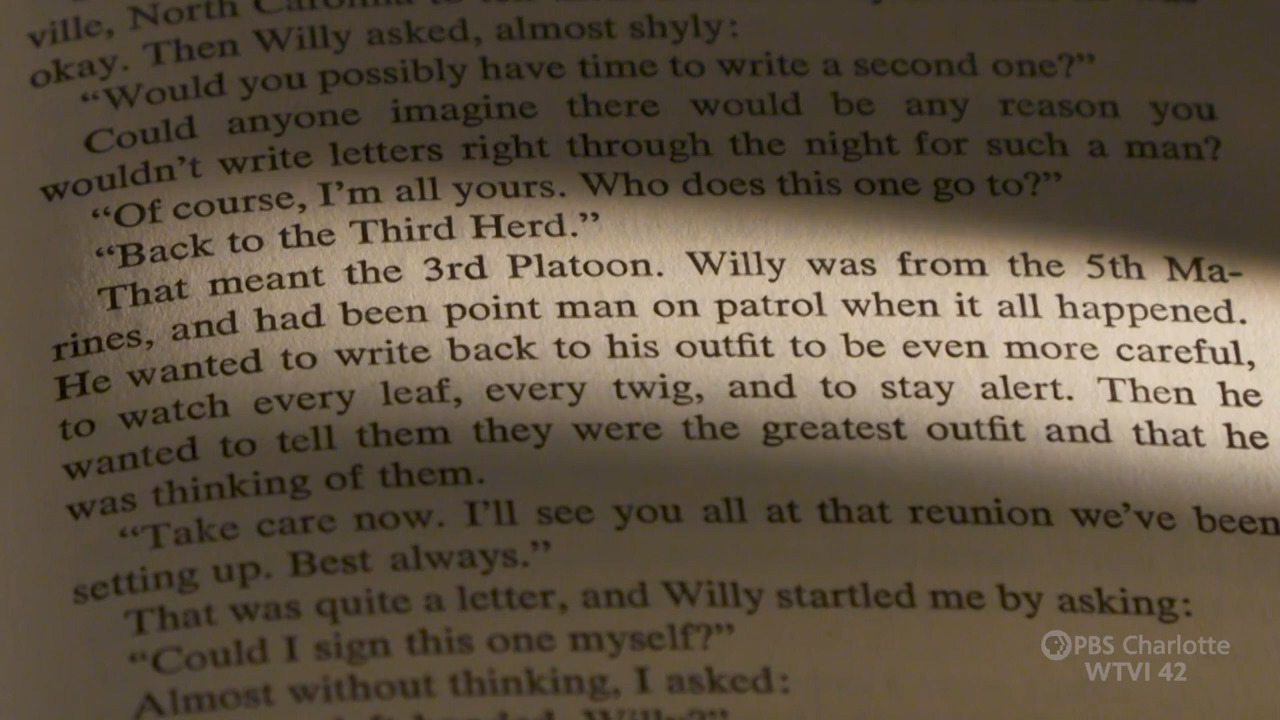 ville, North Carolina to
okay. Then Willy asked, almost shyly:
“Would you possibly have time to write a second one?”
Could anyone imagine there would be any reason you
wouldn’t write letters right through the night for such a man?
“Of course, I’m all yours. Who does this one go to?”
“Back to the Third Herd.”
That meant the 3rd Platoon. Willy was from the 5th Ma-
rines, and had been point man on patrol when it all happened.
He wanted to write back to his outfit to be even more careful,
to watch every leaf, every twig, and to stay alert. Then he
wanted to tell them they were the greatest outfit and that he
was thinking of them.
“Take care now. I’ll see you all at that reunion we’ve been
setting up. Best always.”
That was quite a letter, and Willy startled me by asking:
“Could I sign this one myself?”
Almost without thinking, I asked:
Willy?”
PBS Charlotte
WTVI 42